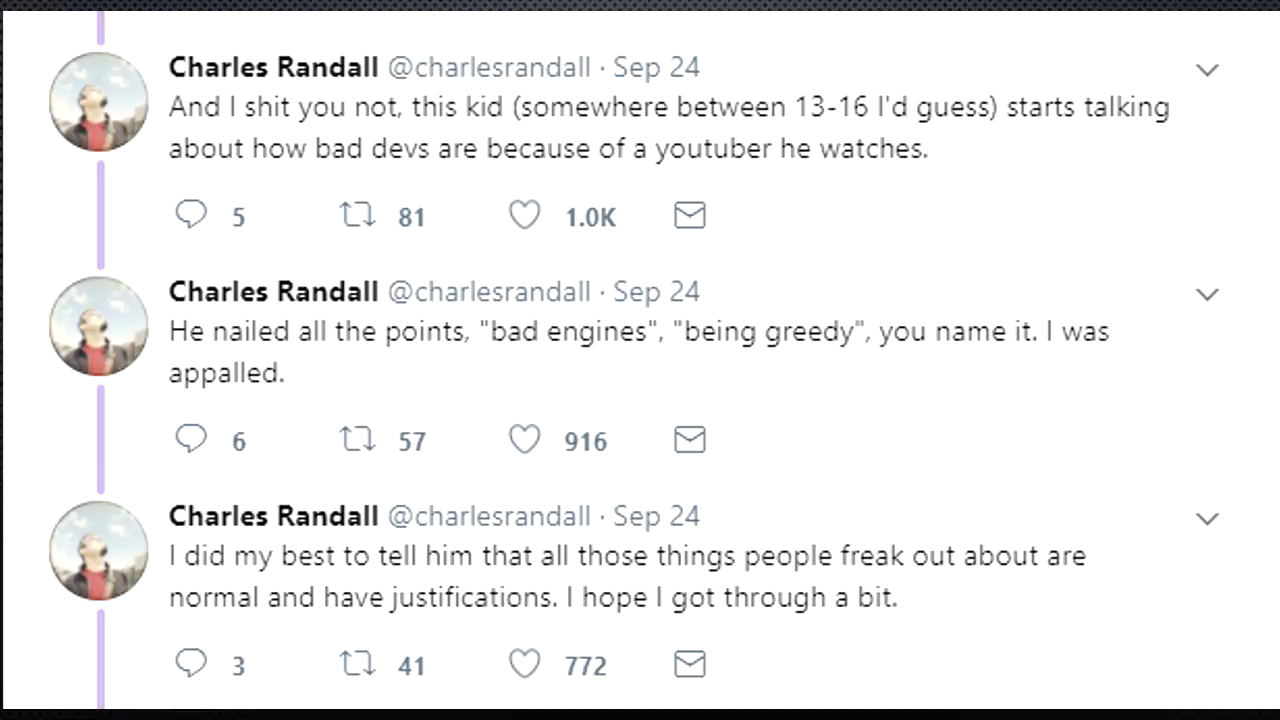 Charles Randall @charlesrandall · Sep 24
And I shit you not, this kid (somewhere between 13-16 I'd guess) starts talking
about how bad devs are because of a youtuber he watches.
5 81 1.0K
Charles Randall @charlesrandall · Sep 24
He nailed all the points, "bad engines", "being greedy", you name it. I was
appalled.
6 57 916
Charles Randall @charlesrandall · Sep 24
I did my best to tell him that all those things people freak out about are
normal and have justifications. I hope I got through a bit.
3 41 772